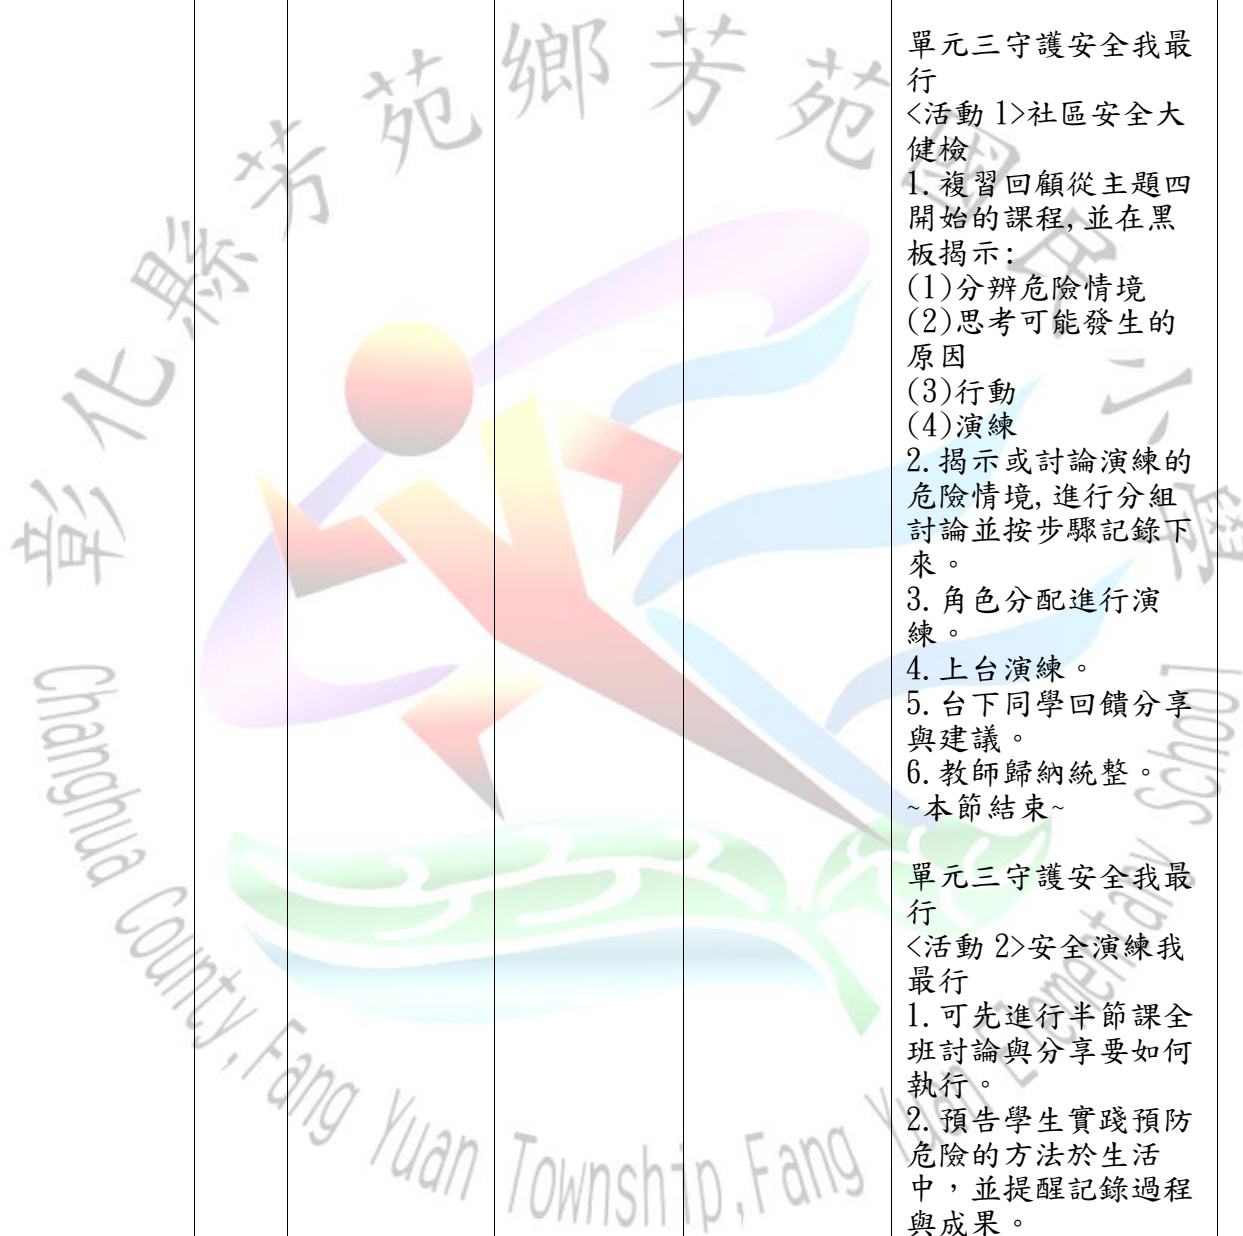 彰化縣芳苑鄉芳苑國民小學
單元三守護安全我最
行
<活動 1>社區安全大
健檢
1.複習回顧從主題四
開始的課程,並在黑
板揭示:
(1)分辨危險情境
(2)思考可能發生的
原因
(3)行動
(4)演練
2.揭示或討論演練的
危險情境,進行分組
討論並按步驟記錄下
來。
3.角色分配進行演
練。
4.上台演練。
5.台下同學回饋分享
與建議。
6.教師歸納統整。
~本節結束~
單元三守護安全我最
行
<活動 2>安全演練我
最行
1.可先進行半節課全
班討論與分享要如何
執行。
2.預告學生實踐預防
危險的方法於生活
中，並提醒記錄過程
與成果。
Changhua County,Fang Yuan Township,Fang Yuan Elementaly School